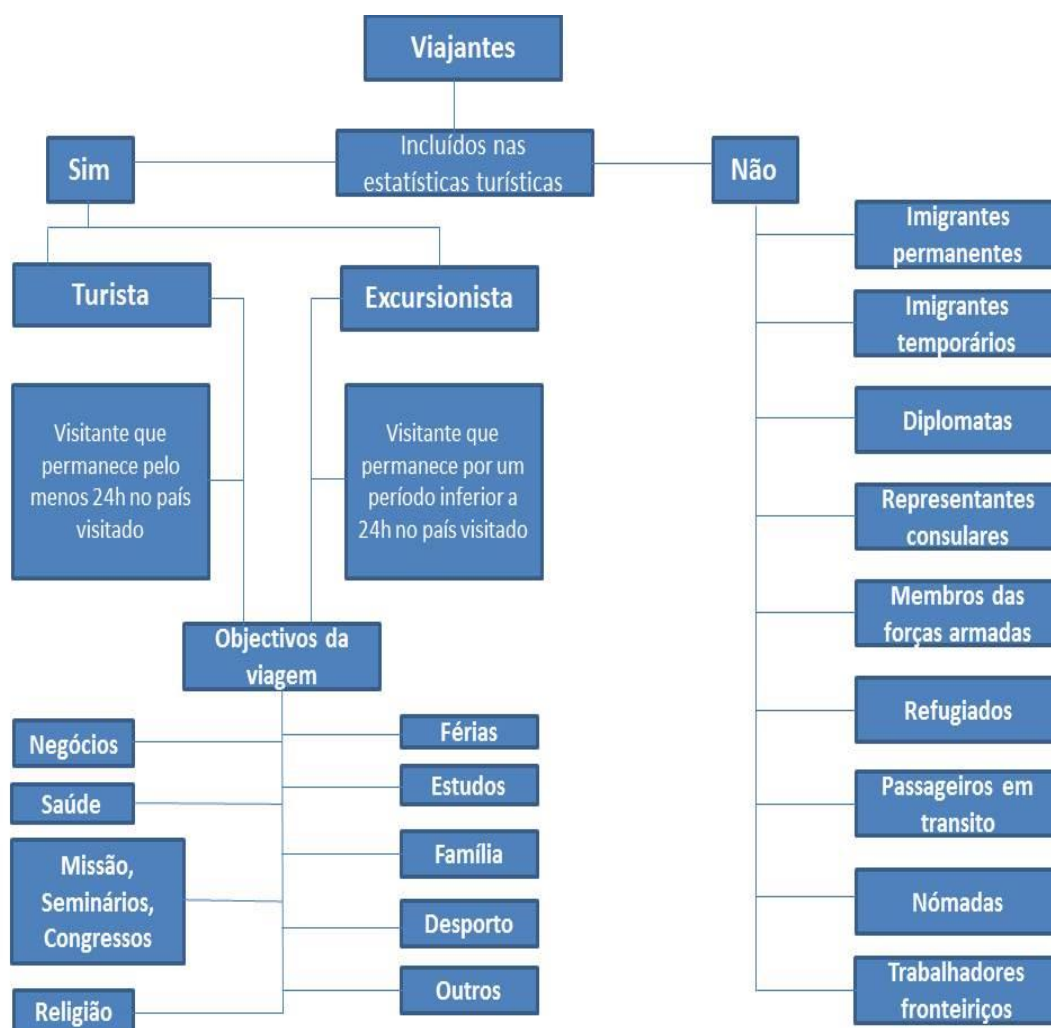 Viajantes
Incluídos nas
estatísticas turísticas
Sim
Não
Turista
Excursionista
Visitante que
permanece pelo
menos 24h no país
visitado
Visitante que
permanece por um
período inferior a
24h no país visitado
Objectivos da
viagem
Negócios
Saúde
Missão,
Seminários,
Congressos
Religião
Férias
Estudos
Família
Desporto
Outros
Imigrantes
permanentes
Imigrantes
temporários
Diplomatas
Representantes
consulares
Membros das
forças armadas
Refugiados
Passageiros em
transito
Nómadas
Trabalhadores
fronteiriços